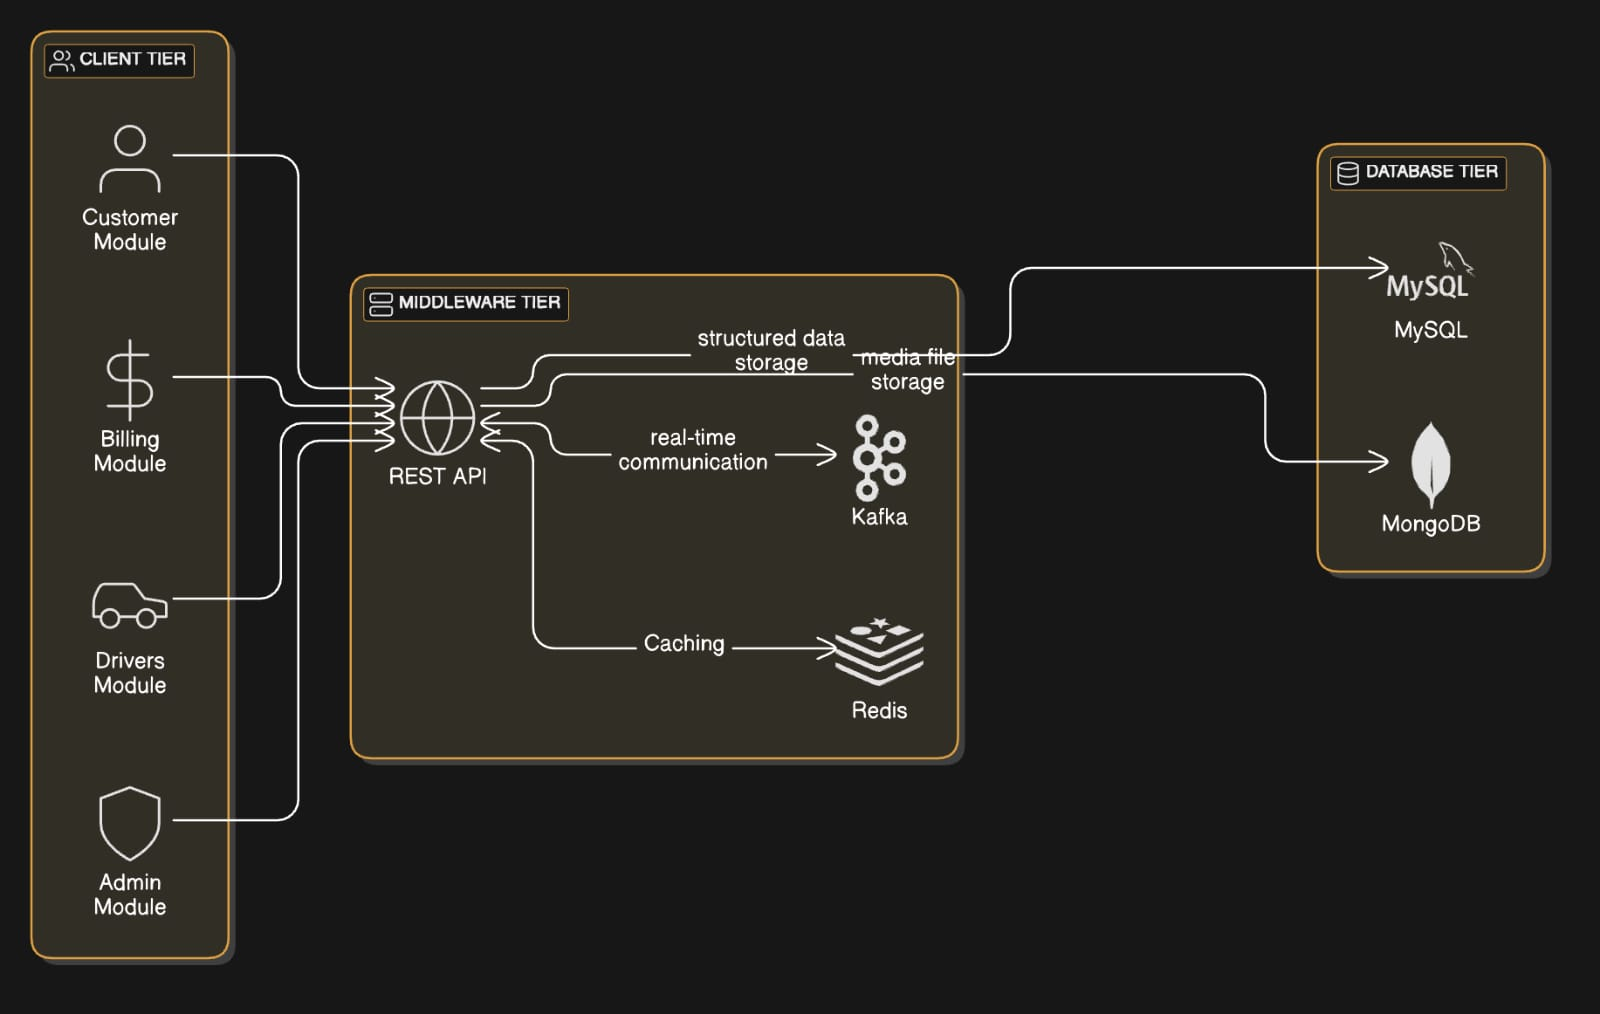 CLIENT TIER
Customer
Module
Billing
Module
Drivers
Module
Admin
Module
MIDDLEWARE TIER
REST API
structured data
storage
media file
storage
real-time
communication
Kafka
Caching
Redis
DATABASE TIER
MySQL
MySQL
MongoDB